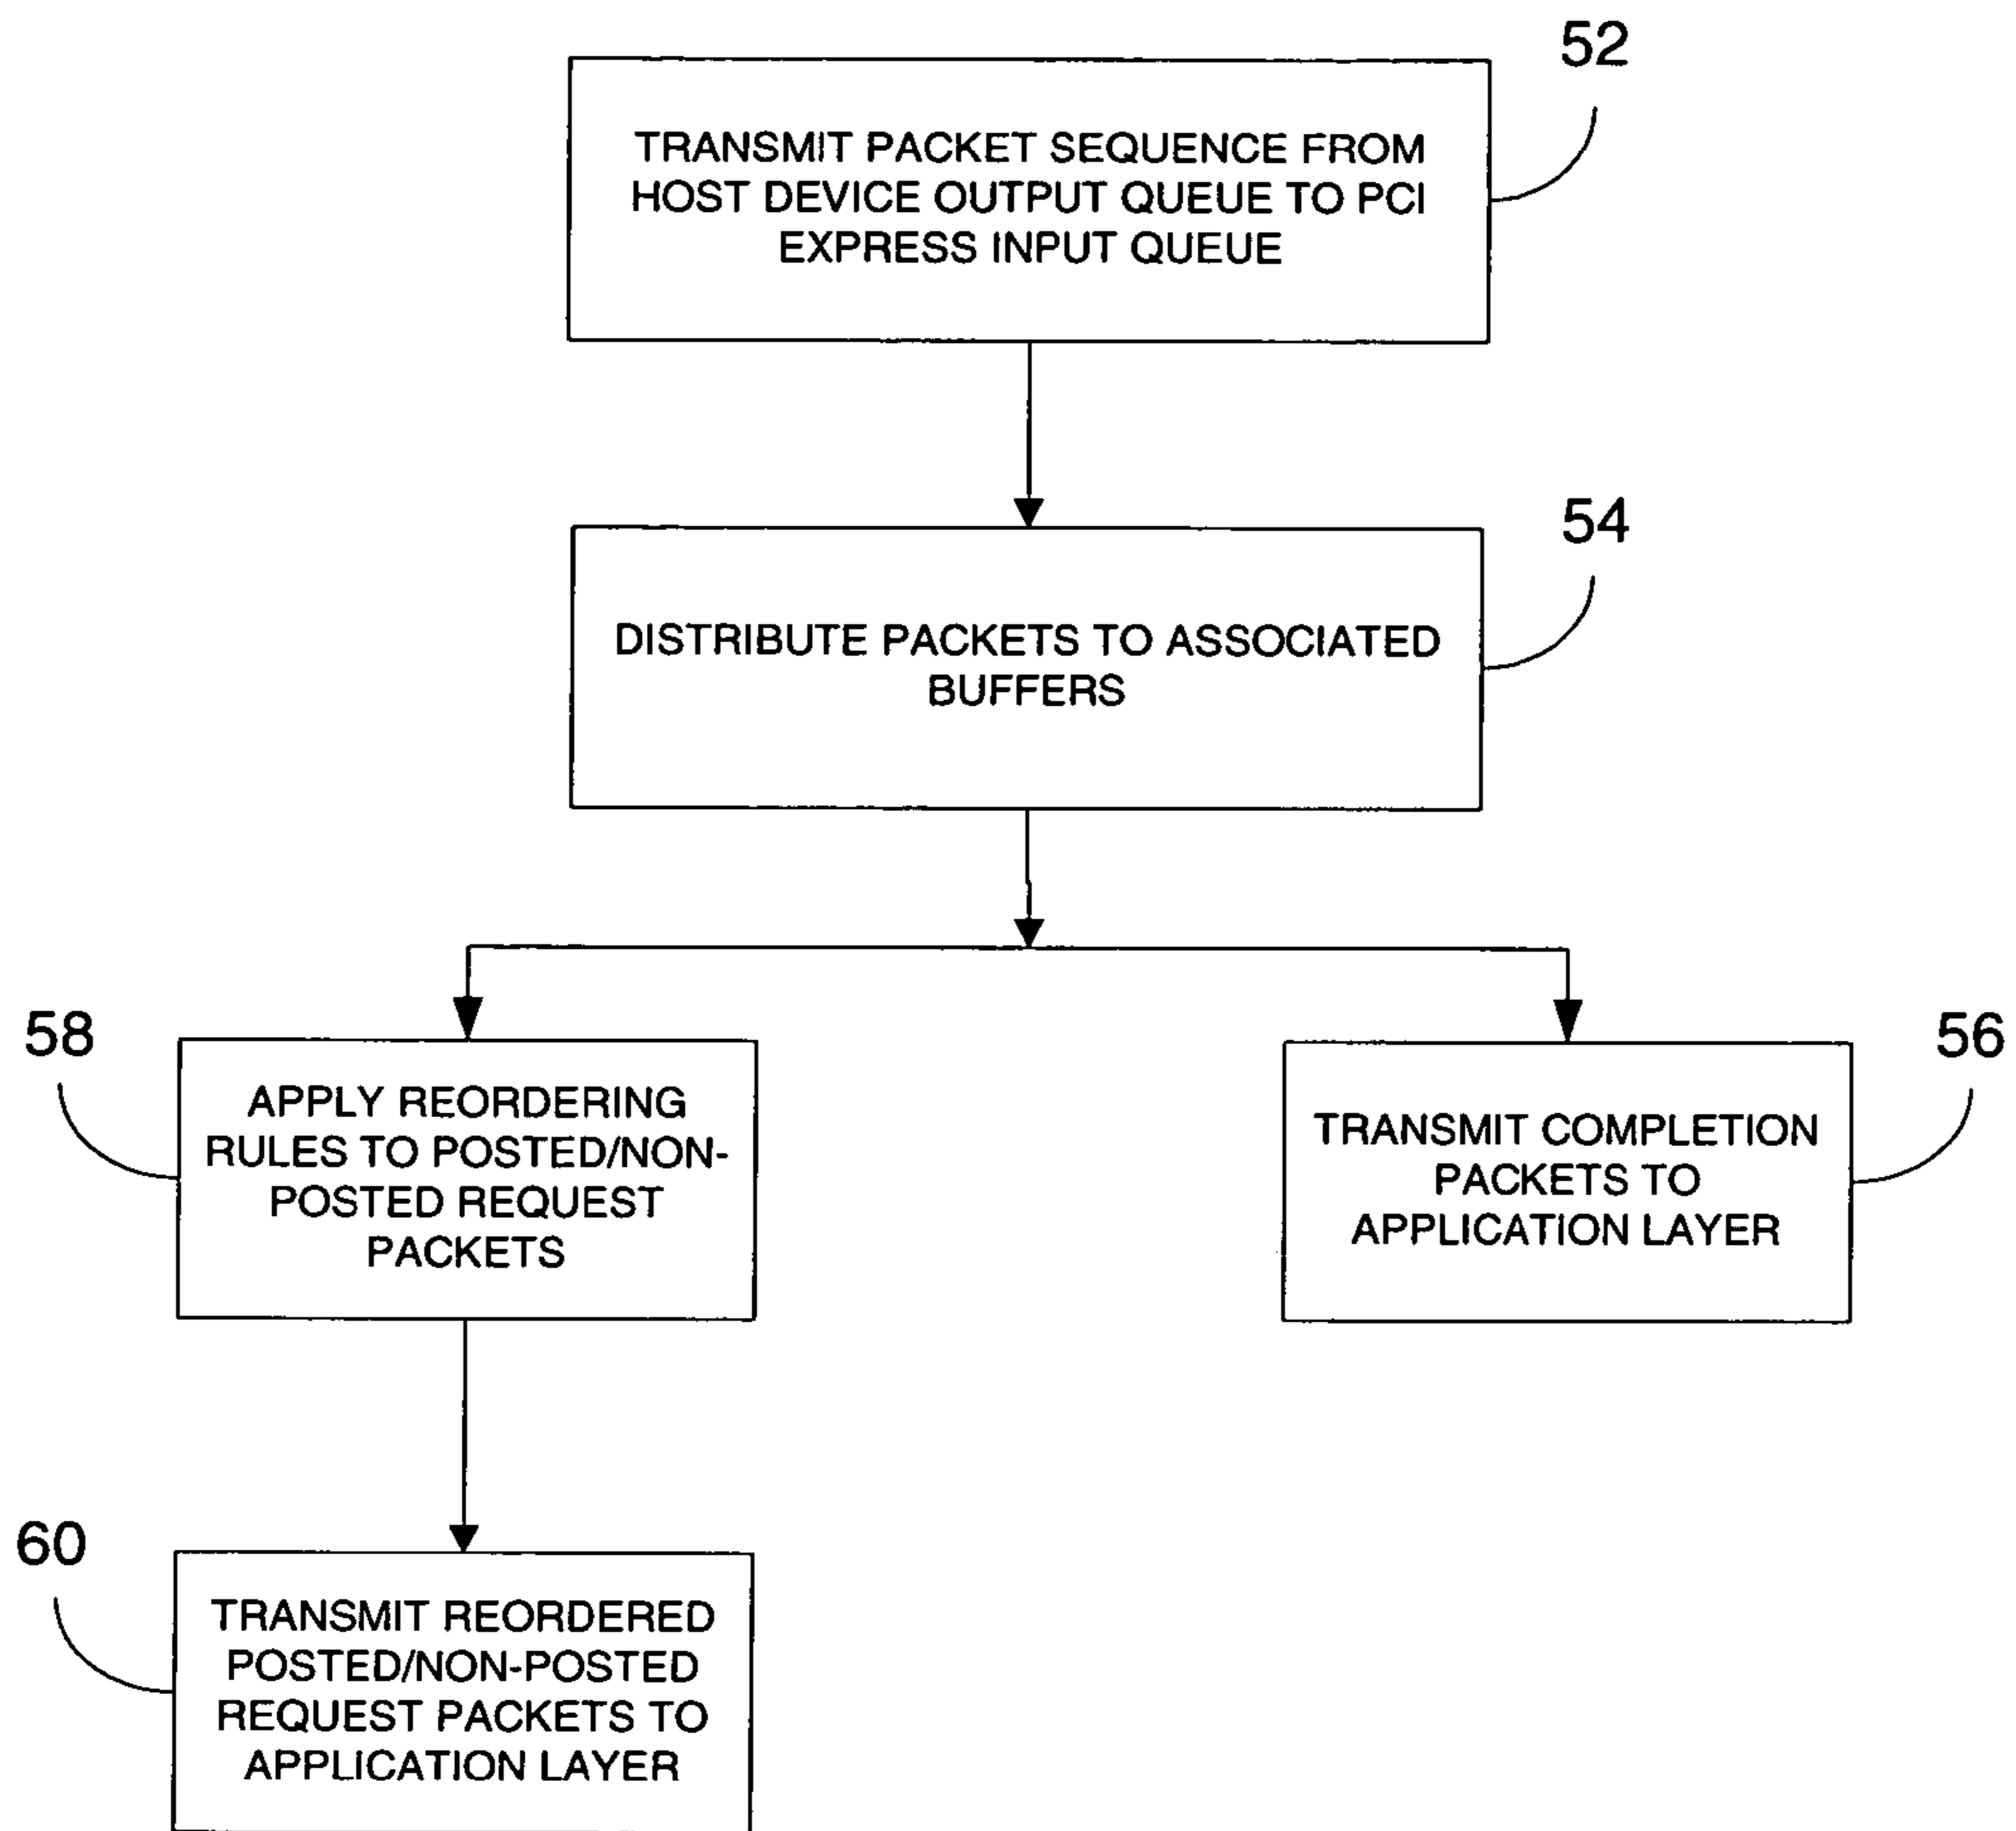 52
TRANSMIT PACKET SEQUENCE FROM
HOST DEVICE OUTPUT QUEUE TO PCI
EXPRESS INPUT QUEUE
54
DISTRIBUTE PACKETS TO ASSOCIATED
BUFFERS
58
APPLY REORDERING
RULES TO POSTED/NON-
POSTED REQUEST
PACKETS
56
TRANSMIT COMPLETION
PACKETS TO
APPLICATION LAYER
60
TRANSMIT REORDERED
POSTED/NON-POSTED
REQUEST PACKETS TO
APPLICATION LAYER